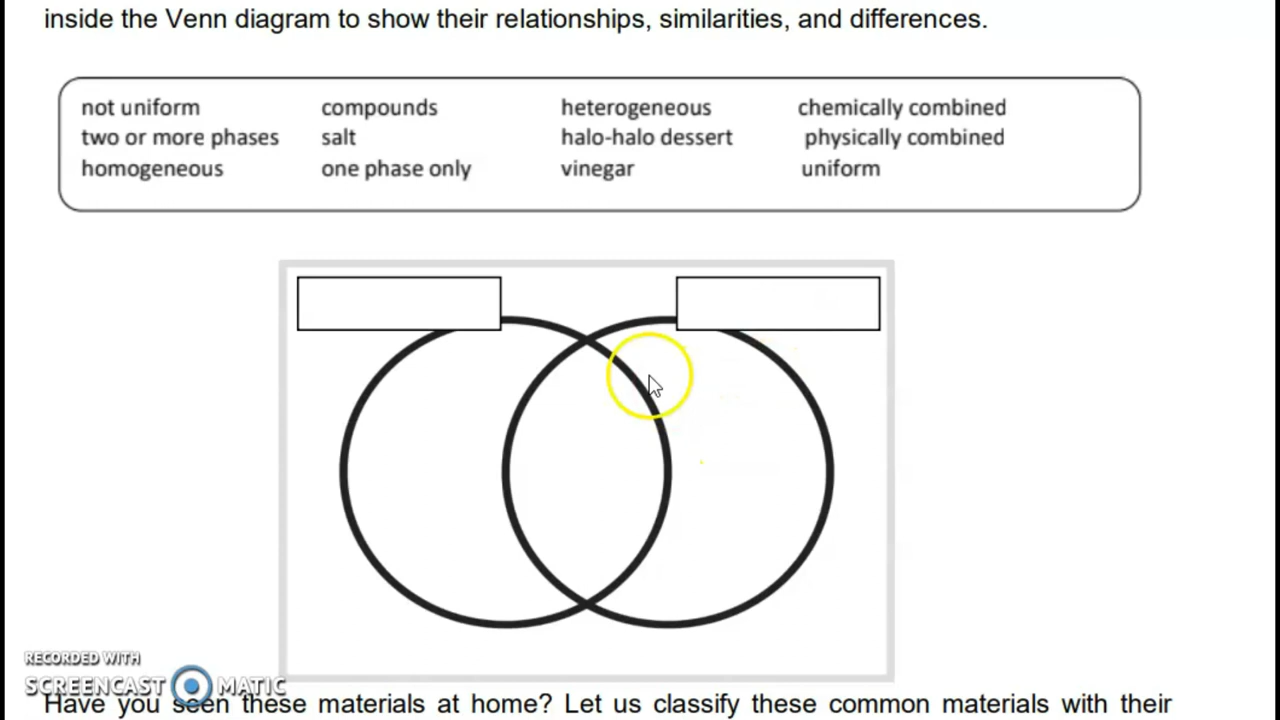 inside the Venn diagram to show their relationships, similarities, and differences.
not uniform compounds heterogeneous chemically combined
two or more phases salt halo-halo dessert physically combined
homogeneous one phase only vinegar uniform
RECORDED WITH
SCREENCAST MATIC
Have you seen these materials at home? Let us classify these common materials with their